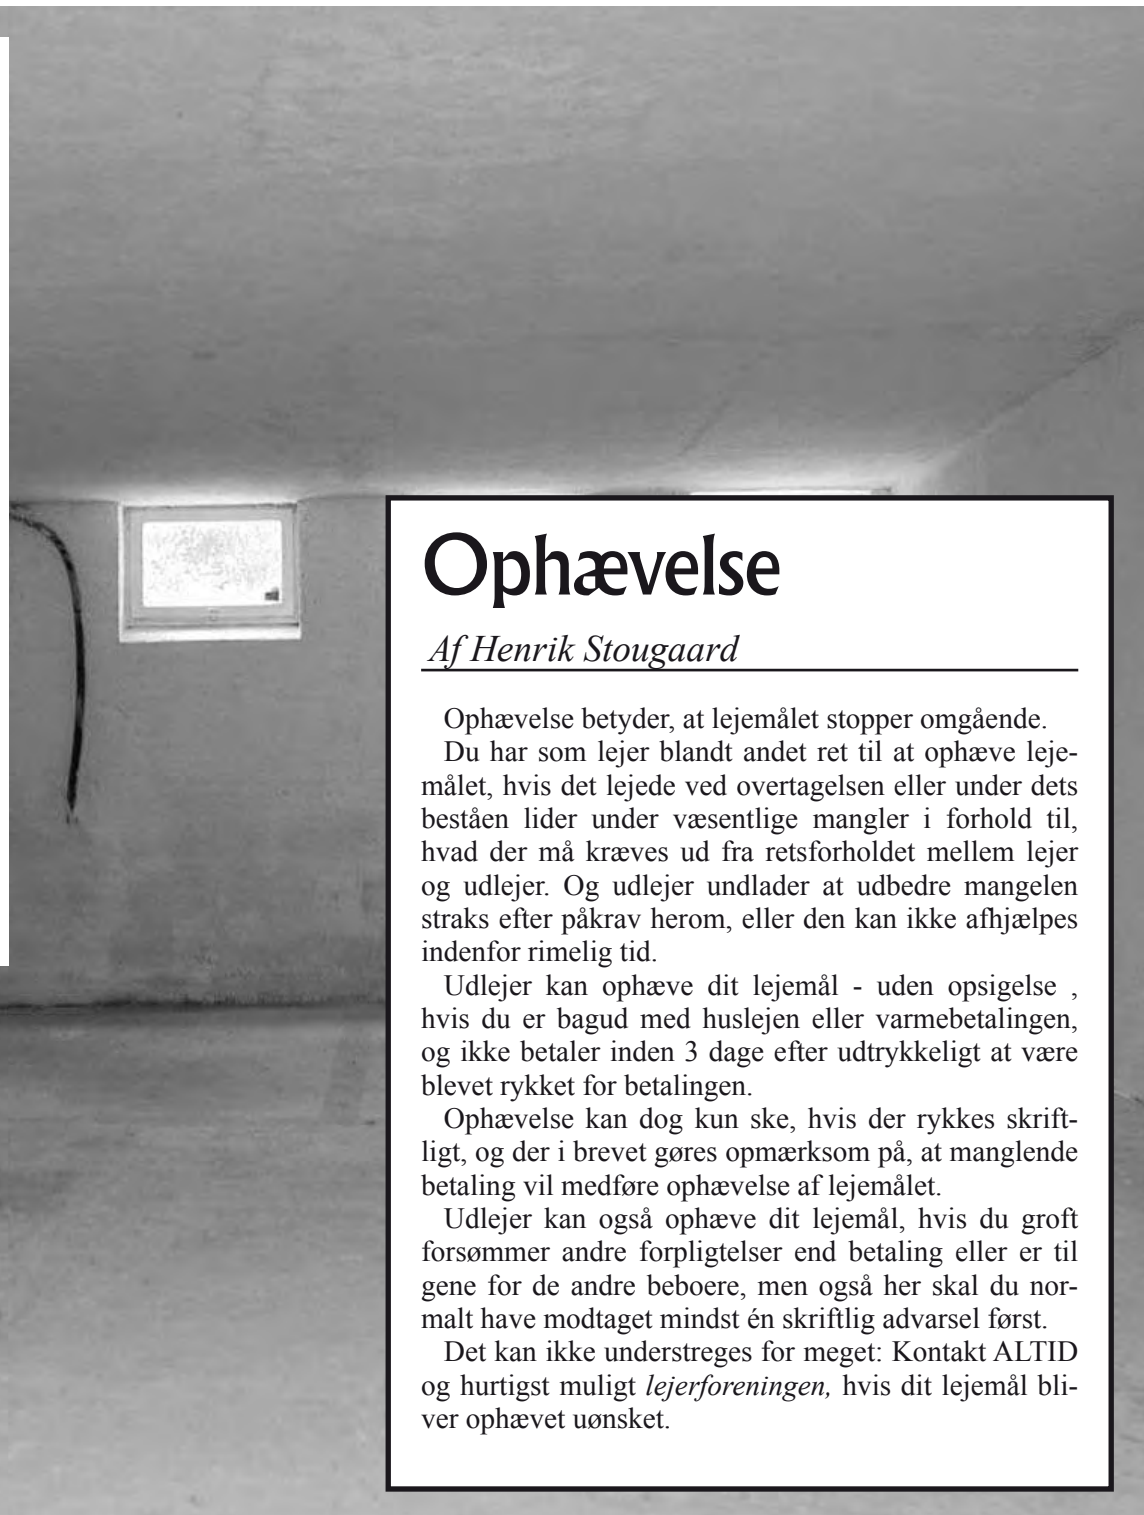 Ophævelse
Af Henrik Stougaard
Ophævelse betyder, at lejemålet stopper omgående.
Du har som lejer blandt andet ret til at ophæve leje-
målet, hvis det lejede ved overtagelsen eller under dets
beståen lider under væsentlige mangler i forhold til,
hvad der må kræves ud fra retsforholdet mellem lejer
og udlejer. Og udlejer undlader at udbedre mangelen
straks efter påkrav herom, eller den kan ikke afhjælpes
indenfor rimelig tid.
Udlejer kan ophæve dit lejemål - uden opsigelse ,
hvis du er bagud med huslejen eller varmebetalingen,
og ikke betaler inden 3 dage efter udtrykkeligt at være
blevet rykket for betalingen.
Ophævelse kan dog kun ske, hvis der rykkes skrift-
ligt, og der i brevet gøres opmærksom på, at manglende
betaling vil medføre ophævelse af lejemålet.
Udlejer kan også ophæve dit lejemål, hvis du groft
forsømmer andre forpligtelser end betaling eller er til
gene for de andre beboere, men også her skal du nor-
malt have modtaget mindst én skriftlig advarsel først.
Det kan ikke understreges for meget: Kontakt ALTID
og hurtigst muligt lejerforeningen, hvis dit lejemål bli-
ver ophævet uønsket.